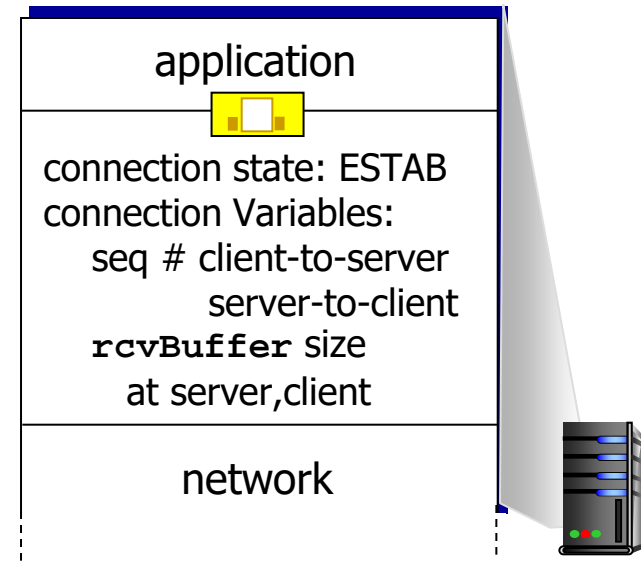 application
connection state: ESTAB
connection Variables:
seq # client-to-server
server-to-client
rcvBuffer size
at server,client
network